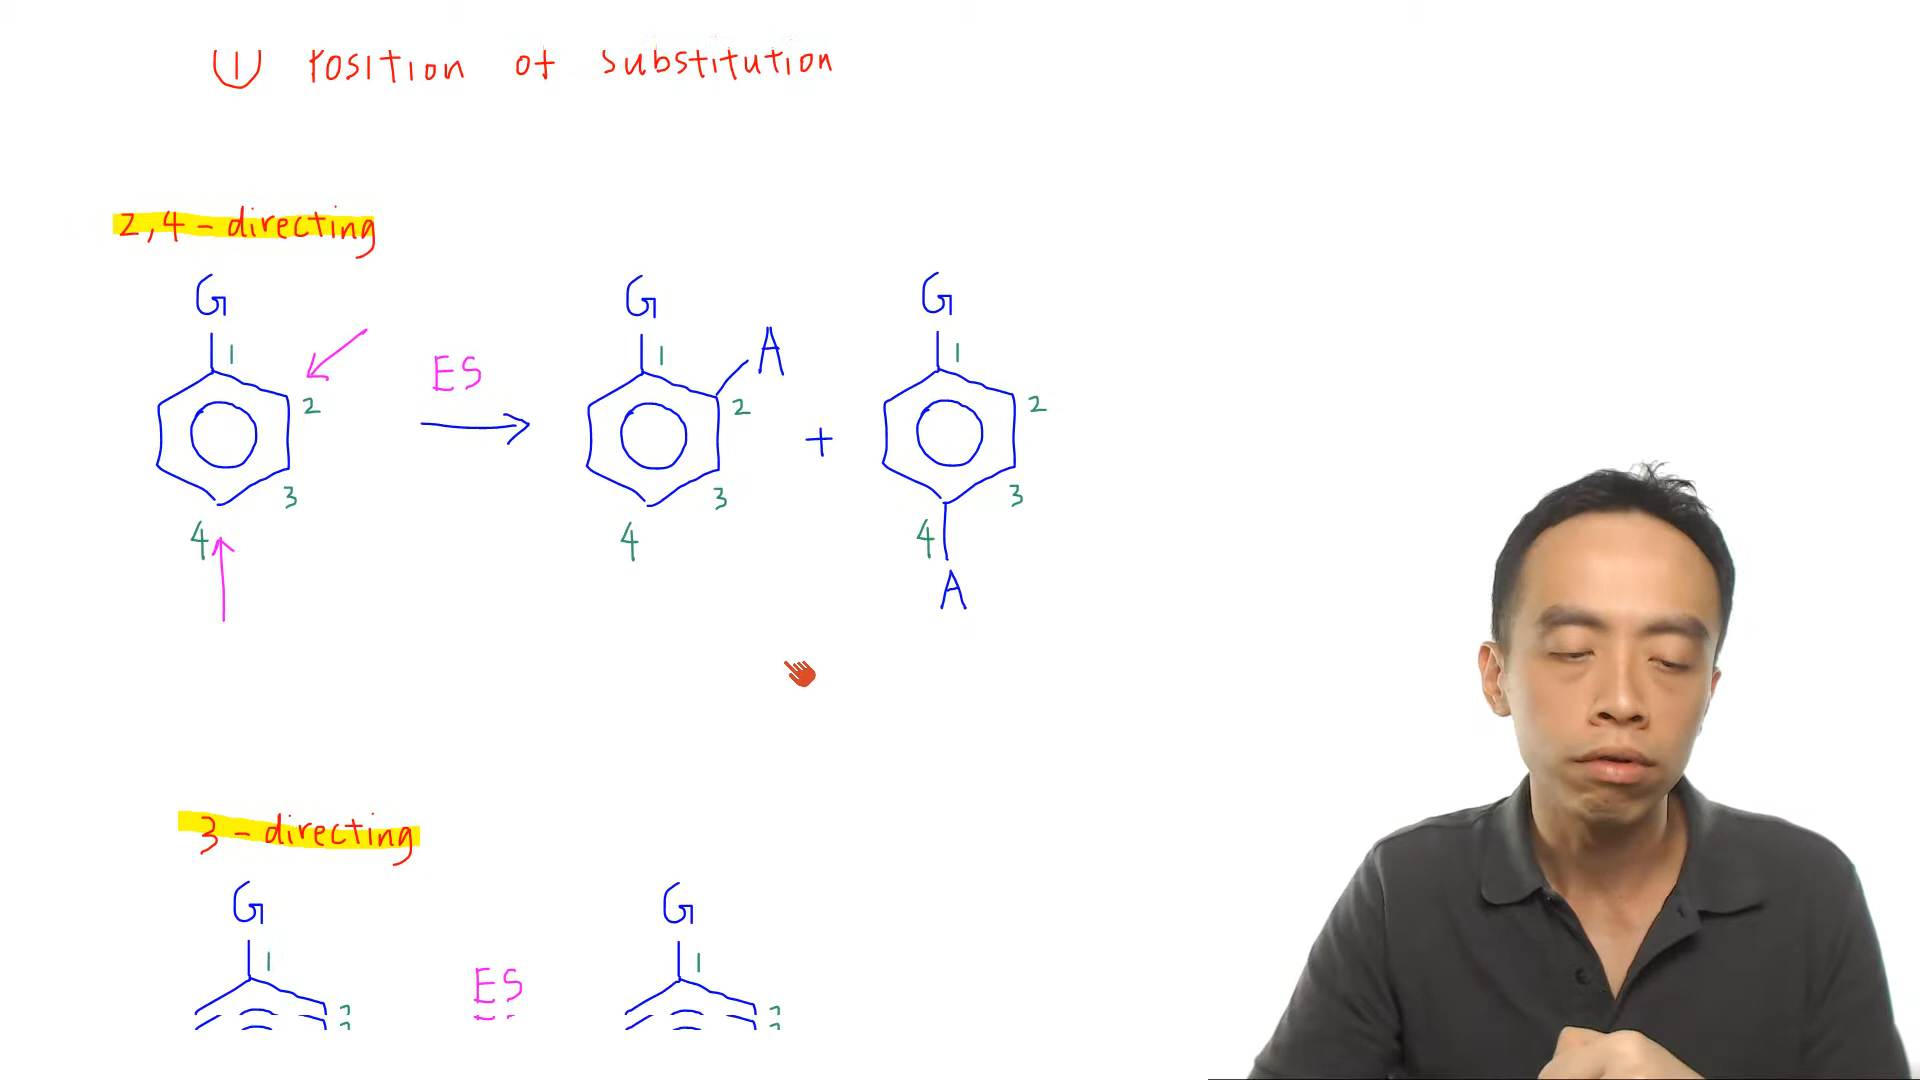 ① Position of substitution
2,4 - directing
G G G
1 1 A 1
ES
2 2 2
+
3 3 3
4 4 4
A
3 - directing
G G
1 1
ES